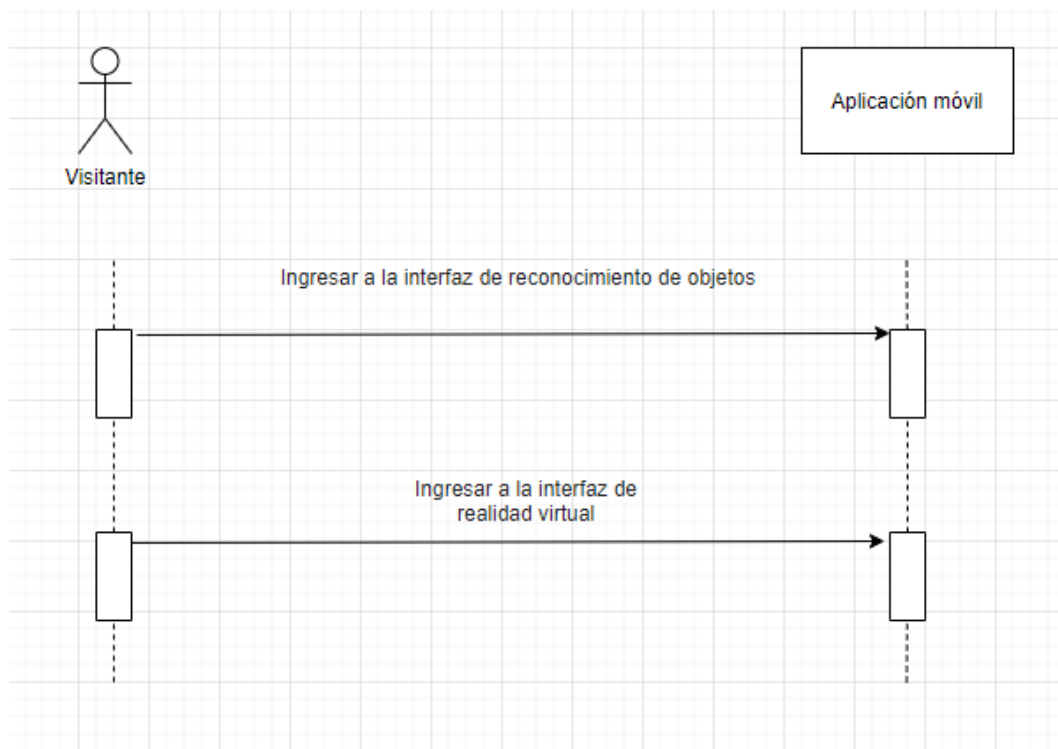 Aplicación móvil
Visitante
Ingresar a la interfaz de reconocimiento de objetos
Ingresar a la interfaz de
realidad virtual